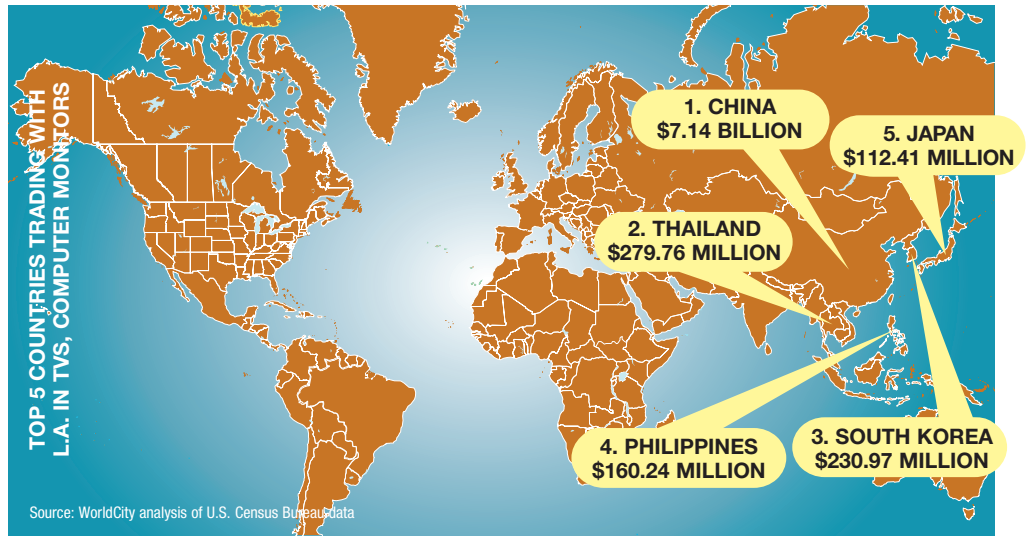 TOP 5 COUNTRIES TRADING WITH
L.A. IN TVS, COMPUTER MONITORS
1. CHINA
$7.14 BILLION
5. JAPAN
$112.41 MILLION
2. THAILAND
$279.76 MILLION
4. PHILIPPINES
$160.24 MILLION
3. SOUTH KOREA
$230.97 MILLION
Source: WorldCity analysis of U.S. Census Bureau data